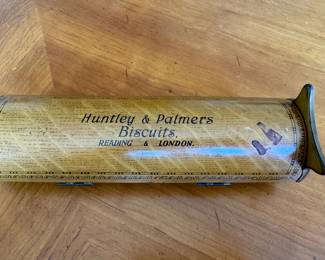 Huntley & Palmers
Biscuits,
READING & LONDON.